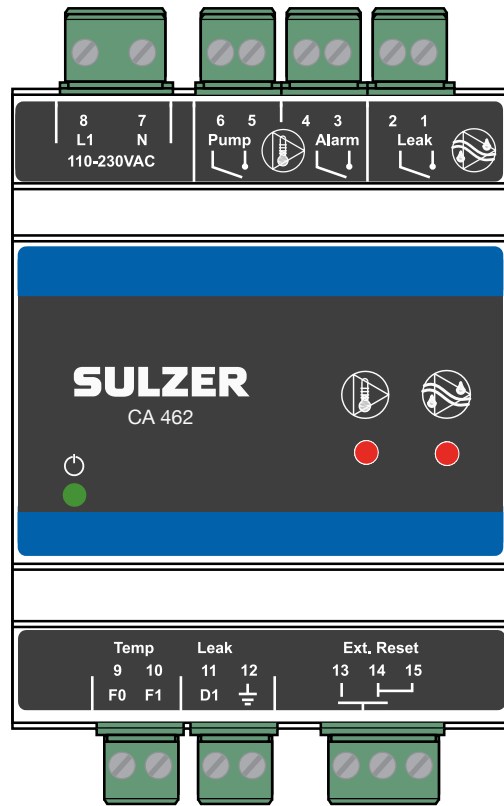 8 7 6 5 4 3 2 1
L1 N Pump Alarm Leak
110-230VAC
SULZER
CA 462
Temp Leak Ext. Reset
9 10 11 12 13 14 15
F0 F1 D1